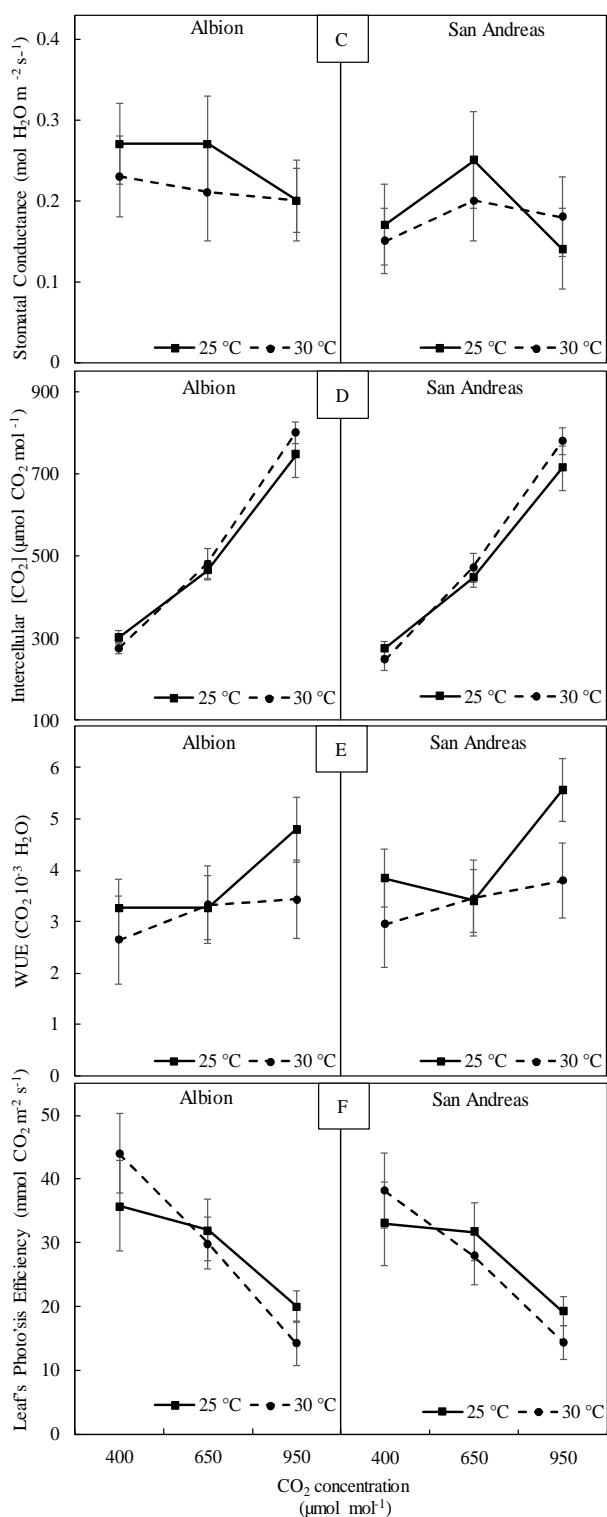 Albion
C
San Andreas
Stomatal Conductance (mol H₂O m ⁻² s-¹)
0.4
0.3
0.2
0.1
0
25 °C 30 °C
25 °C 30 °C
Albion
D
San Andreas
Intercellular [CO₂] (µmol CO₂ mol ⁻¹)
900
700
500
300
100
25 °C 30 °C
25 °C 30 °C
Albion
E
San Andreas
WUE (CO₂ 10⁻³ H₂O)
6
5
4
3
2
1
0
25 °C 30 °C
25 °C 30 °C
Albion
F
San Andreas
Leaf's Photo'sis Efficiency (mmol CO₂ m⁻² s⁻¹)
50
40
30
20
10
0
25 °C 30 °C
25 °C 30 °C
400 650 950 400 650 950
CO₂ concentration
(µmol mol⁻¹)